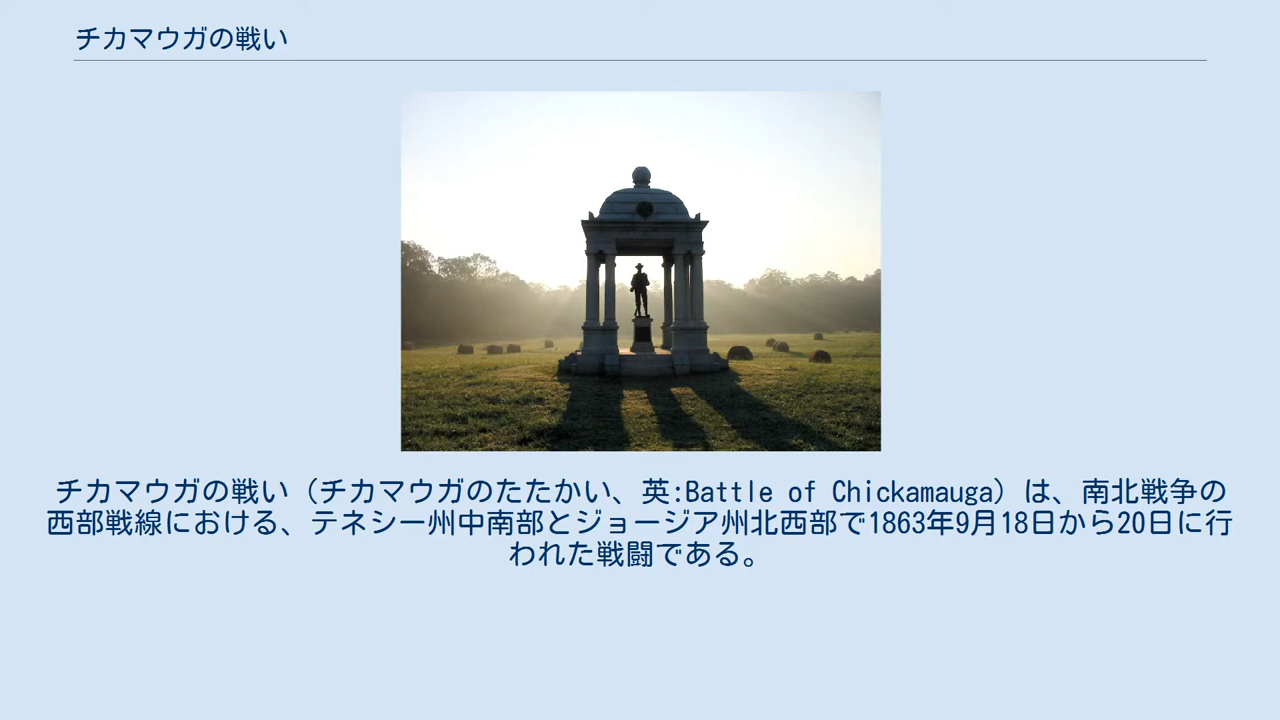 チカマウガの戦い
チカマウガの戦い（チカマウガのたたかい、英:Battle of Chickamauga）は、南北戦争の
西部戦線における、テネシー州中南部とジョージア州北西部で1863年9月18日から20日に行
われた戦闘である。